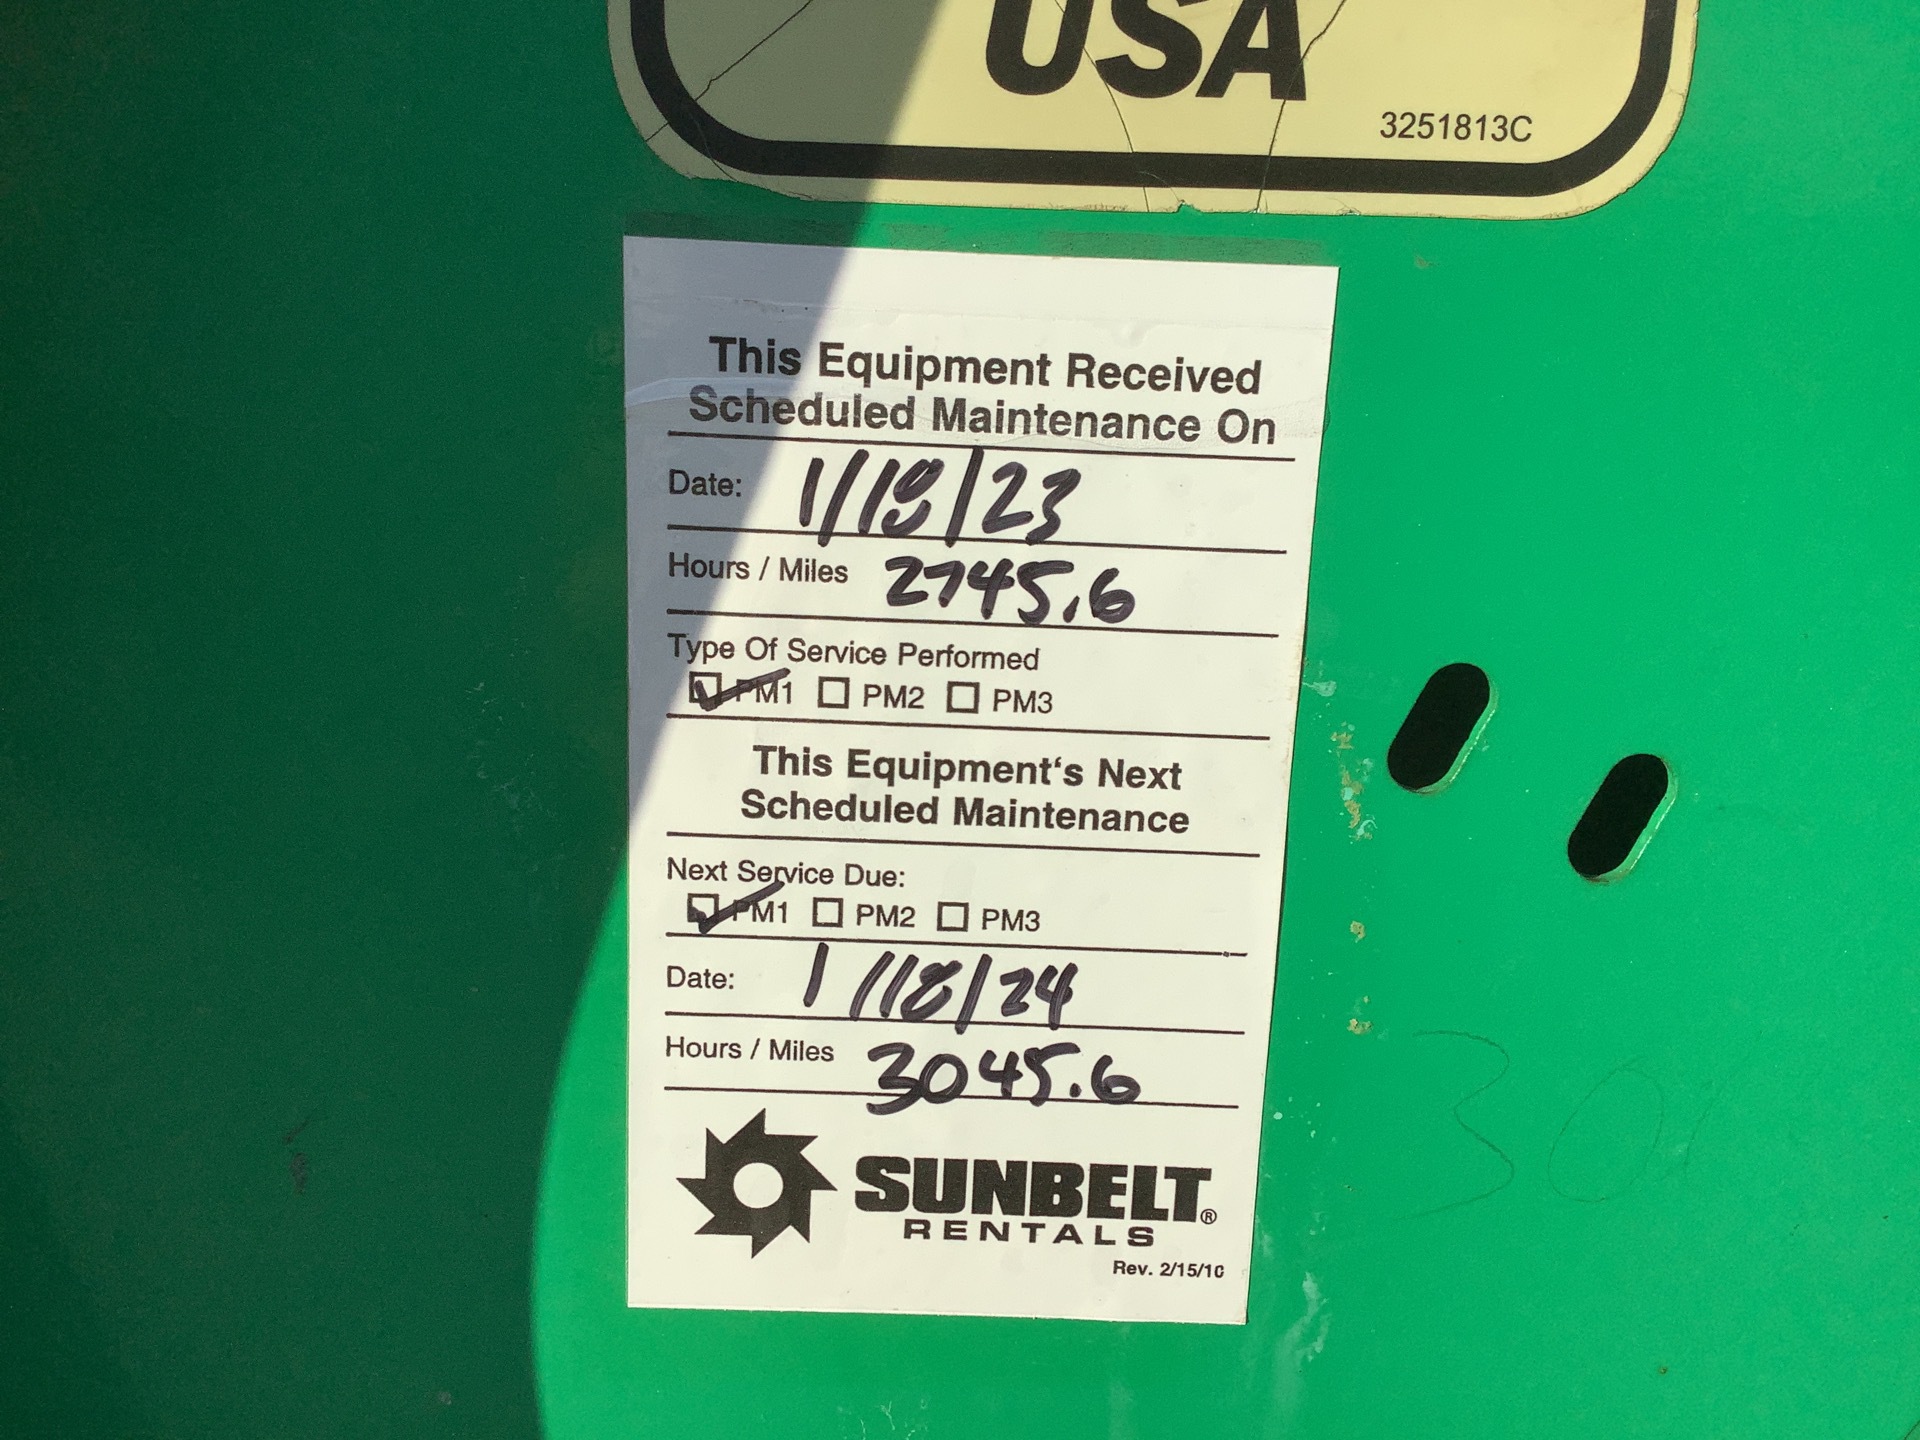 USA
3251813C
This Equipment Received
Scheduled Maintenance On
Date: 1/18/23
Hours / Miles 2745.6
Type Of Service Performed
PM1 PM2 PM3
This Equipment‘s Next
Scheduled Maintenance
Next Service Due:
PM1 PM2 PM3
Date: 1/18/24
Hours / Miles 3045.6
30
SUNBELT®
RENTALS
Rev. 2/15/10